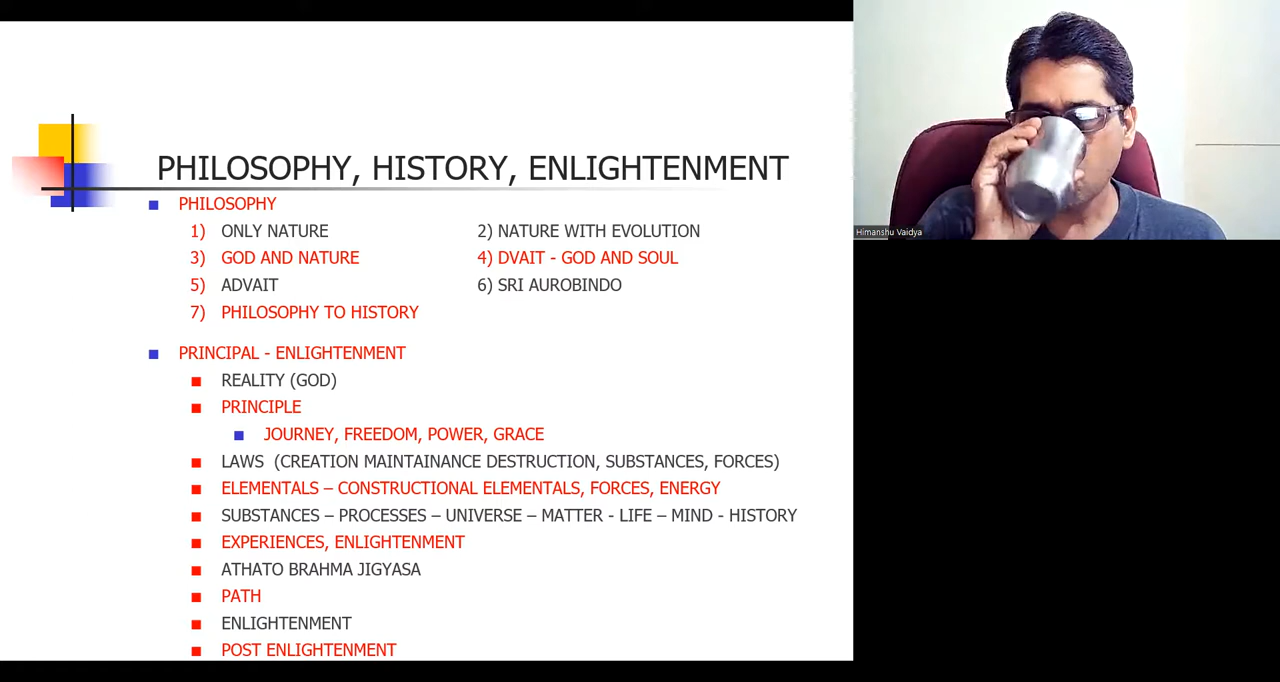 PHILOSOPHY, HISTORY, ENLIGHTENMENT
PHILOSOPHY
1) ONLY NATURE 2) NATURE WITH EVOLUTION
3) GOD AND NATURE 4) DVAIT - GOD AND SOUL
5) ADVAIT 6) SRI AUROBINDO
7) PHILOSOPHY TO HISTORY
PRINCIPAL - ENLIGHTENMENT
REALITY (GOD)
PRINCIPLE
JOURNEY, FREEDOM, POWER, GRACE
LAWS (CREATION MAINTAINANCE DESTRUCTION, SUBSTANCES, FORCES)
ELEMENTALS – CONSTRUCTIONAL ELEMENTALS, FORCES, ENERGY
SUBSTANCES – PROCESSES – UNIVERSE – MATTER - LIFE – MIND - HISTORY
EXPERIENCES, ENLIGHTENMENT
ATHATO BRAHMA JIGYASA
PATH
ENLIGHTENMENT
POST ENLIGHTENMENT
Himanshu Vaidya